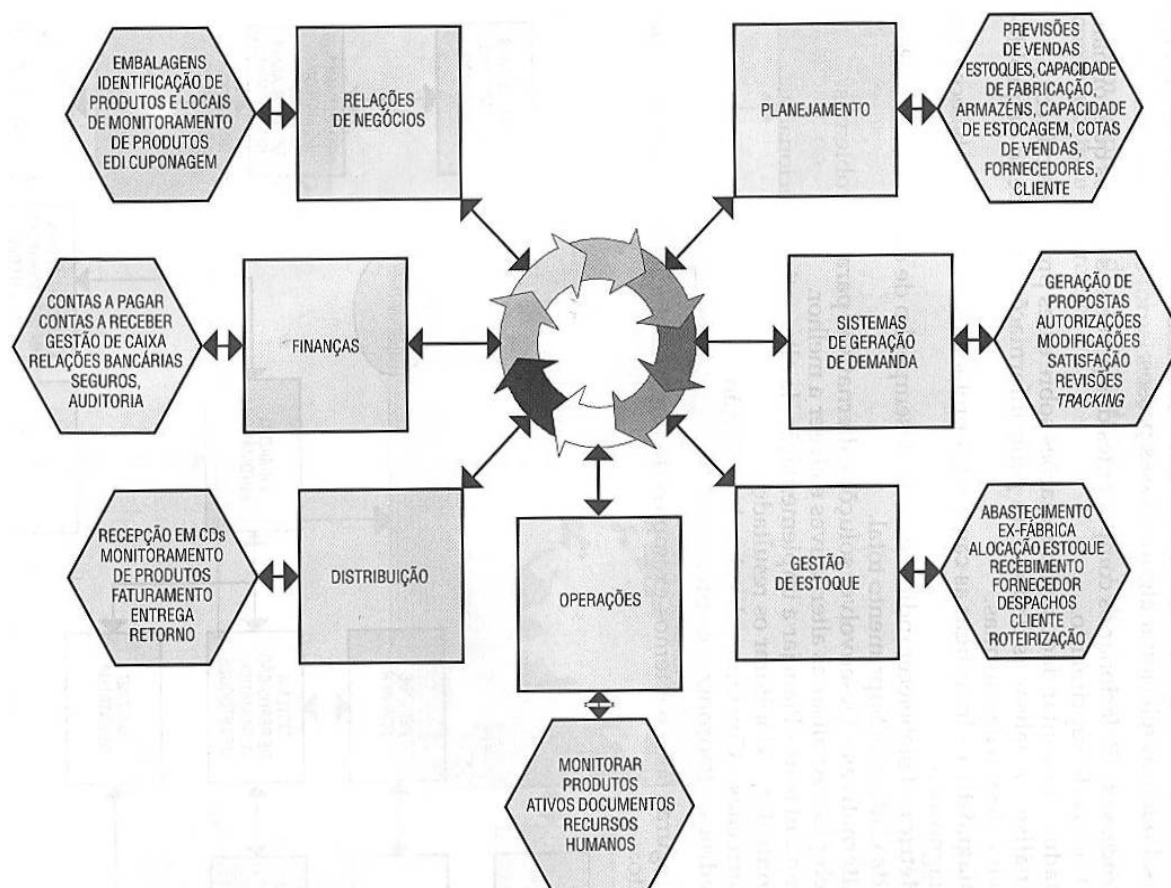 EMBALAGENS
IDENTIFICAÇÃO DE
PRODUTOS E LOCAIS
DE MONITORAMENTO
DE PRODUTOS
EDI CUPONAGEM
RELAÇÕES
DE NEGÓCIOS
PLANEJAMENTO
PREVISÕES
DE VENDAS
ESTOQUES, CAPACIDADE
DE FABRICAÇÃO,
ARMAZÉNS, CAPACIDADE
DE ESTOCAGEM, COTAS
DE VENDAS,
FORNECEDORES,
CLIENTE
CONTAS A PAGAR
CONTAS A RECEBER
GESTÃO DE CAIXA
RELAÇÕES BANCÁRIAS
SEGUROS,
AUDITORIA
FINANÇAS
SISTEMAS
DE GERAÇÃO
DE DEMANDA
GERAÇÃO DE
PROPOSTAS
AUTORIZAÇÕES
MODIFICAÇÕES
SATISFAÇÃO
REVISÕES
TRACKING
RECEPÇÃO EM CDs
MONITORAMENTO
DE PRODUTOS
FATURAMENTO
ENTREGA
RETORNO
DISTRIBUIÇÃO
OPERAÇÕES
GESTÃO
DE ESTOQUE
ABASTECIMENTO
EX-FÁBRICA
ALOCAÇÃO ESTOQUE
RECEBIMENTO
FORNECEDOR
DESPACHOS
CLIENTE
ROTEIRIZAÇÃO
MONITORAR
PRODUTOS
ATIVOS DOCUMENTOS
RECURSOS
HUMANOS